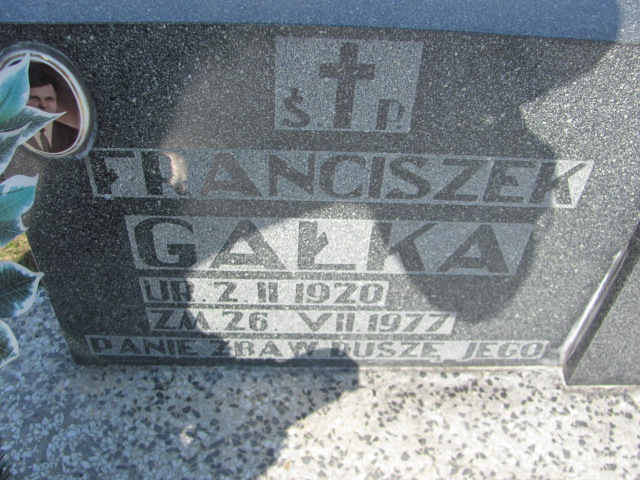 Ś. P.
FRANCISZEK
GAŁKA
UR. 2 II 1920
ZM 26. VII 1977
PANIE ZBAW DUSZĘ JEGO